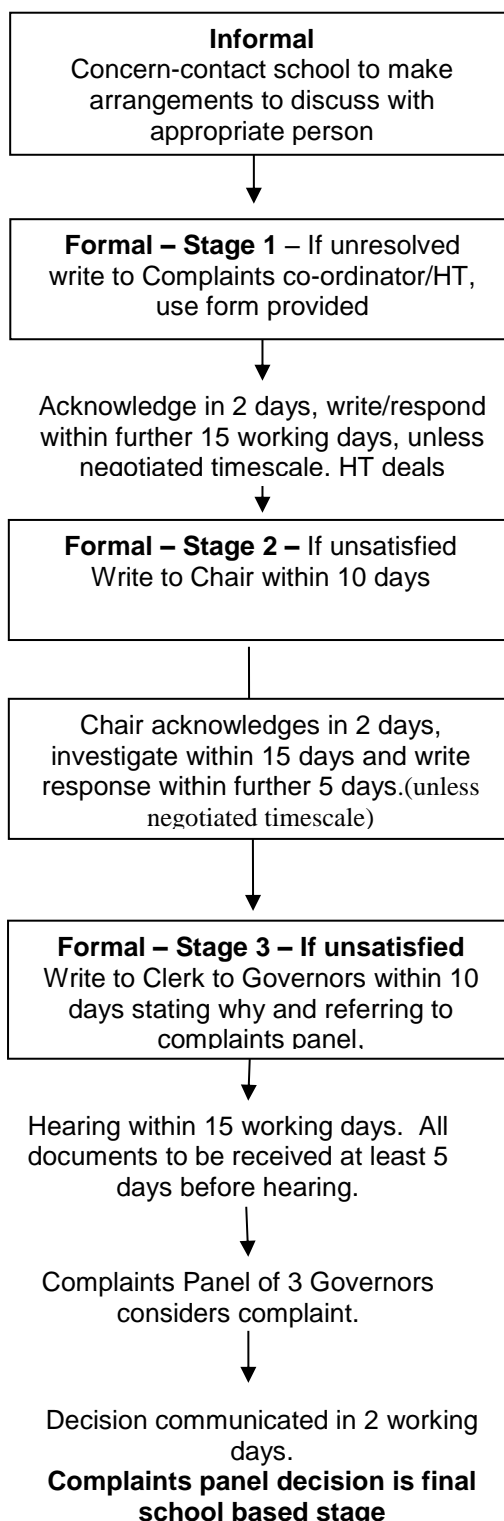 Informal
Concern-contact school to make
arrangements to discuss with
appropriate person
Formal – Stage 1 – If unresolved
write to Complaints co-ordinator/HT,
use form provided
Acknowledge in 2 days, write/respond
within further 15 working days, unless
negotiated timescale. HT deals
Formal – Stage 2 – If unsatisfied
Write to Chair within 10 days
Chair acknowledges in 2 days,
investigate within 15 days and write
response within further 5 days.(unless
negotiated timescale)
Formal – Stage 3 – If unsatisfied
Write to Clerk to Governors within 10
days stating why and referring to
complaints panel,
Hearing within 15 working days.  All
documents to be received at least 5
days before hearing.
Complaints Panel of 3 Governors
considers complaint.
Decision communicated in 2 working
days.
Complaints panel decision is final
school based stage